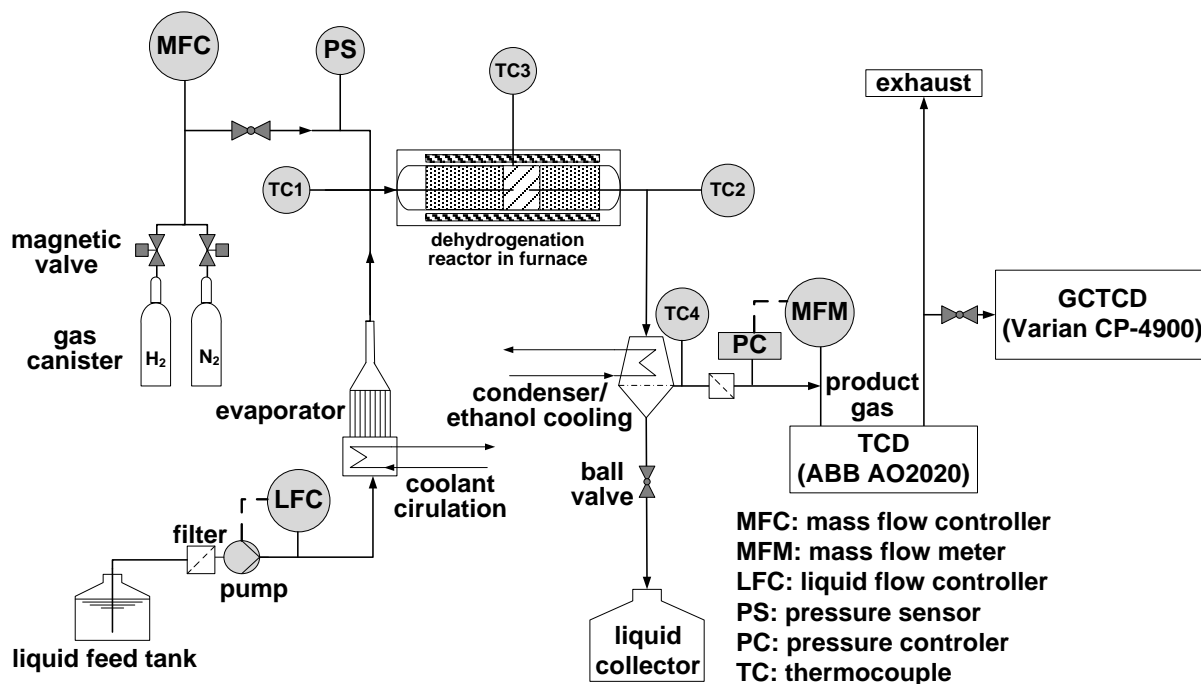 MFC
PS
TC3
exhaust
TC1
TC2
dehydrogenation
reactor in furnace
magnetic
valve
gas
canister
H2
N2
GCTCD
(Varian CP-4900)
TC4
MFM
PC
evaporator
condenser/
ethanol cooling
product
gas
TCD
(ABB AO2020)
coolant
cirulation
ball
valve
LFC
filter
pump
liquid feed tank
liquid
collector
MFC: mass flow controller
MFM: mass flow meter
LFC: liquid flow controller
PS: pressure sensor
PC: pressure controler
TC: thermocouple